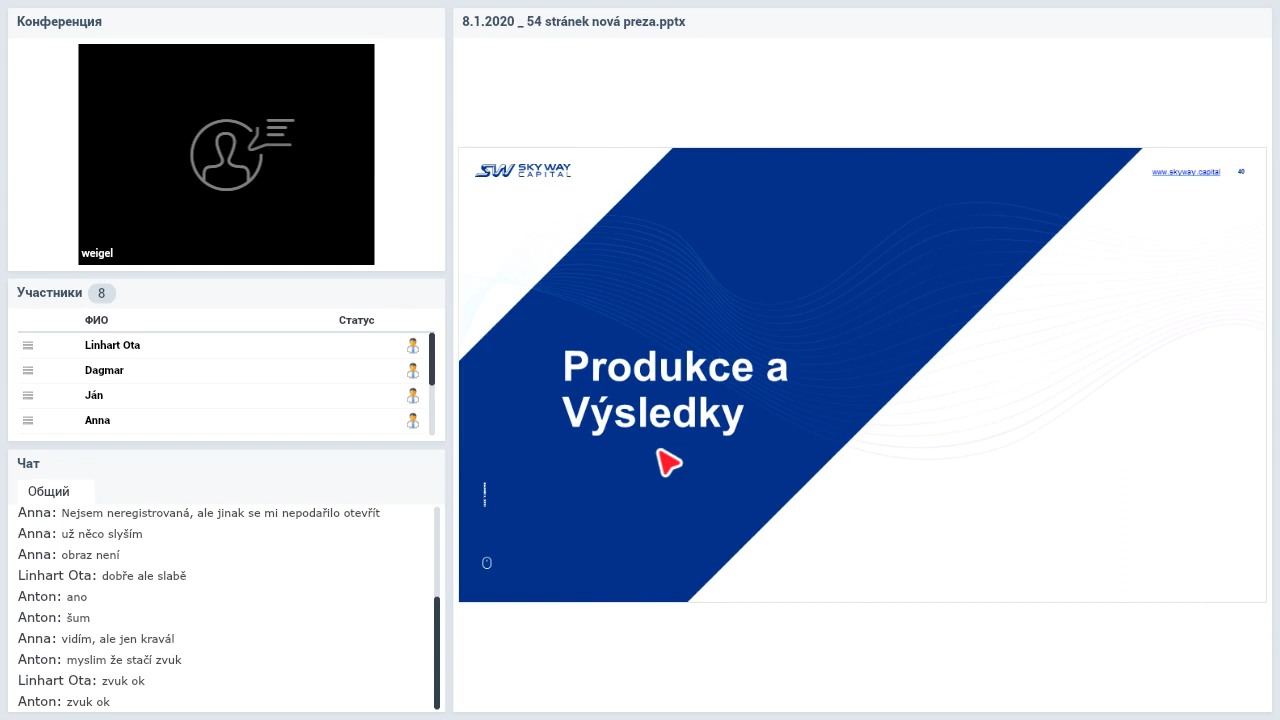 Конференция
weigel
Участники 8
ФИО Статус
Linhart Ota
Dagmar
Ján
Anna
Чат
Общий
Anna: Nejsem neregistrovaná, ale jinak se mi nepodařilo otevřít
Anna: už něco slyším
Anna: obraz není
Linhart Ota: dobře ale slabě
Anton: ano
Anton: šum
Anna: vidím, ale jen kravál
Anton: myslim že stačí zvuk
Linhart Ota: zvuk ok
Anton: zvuk ok
8.1.2020 _ 54 stránek nová preza.pptx
SW SKY WAY
CAPITAL
www.skyway.capital 40
Produkce a
Výsledky